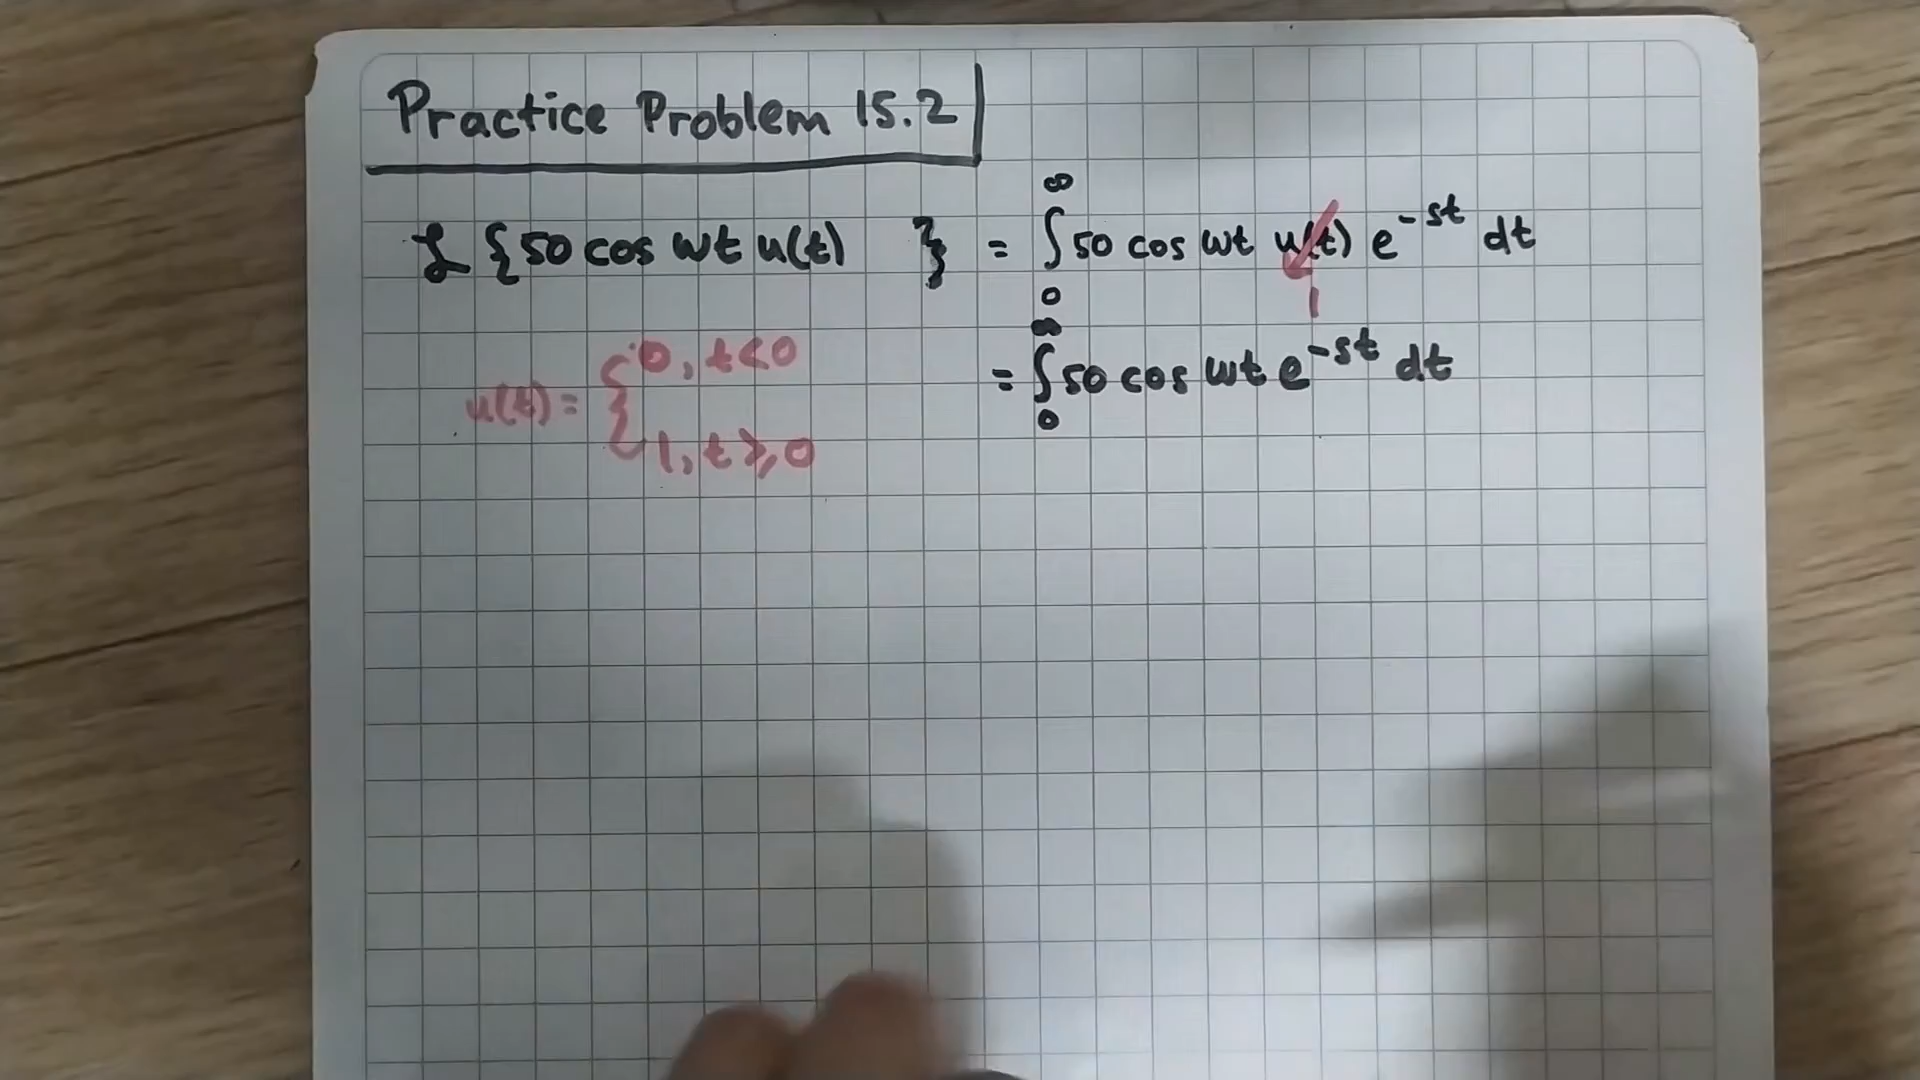 Practice Problem 15.2
ℒ {50 cos ωt u(t) } = ∫₀^∞ 50 cos ωt u(t) e^{-st} dt
1
= ∫₀^∞ 50 cos ωt e^{-st} dt
u(t) = { 0, t < 0
1, t ≥ 0